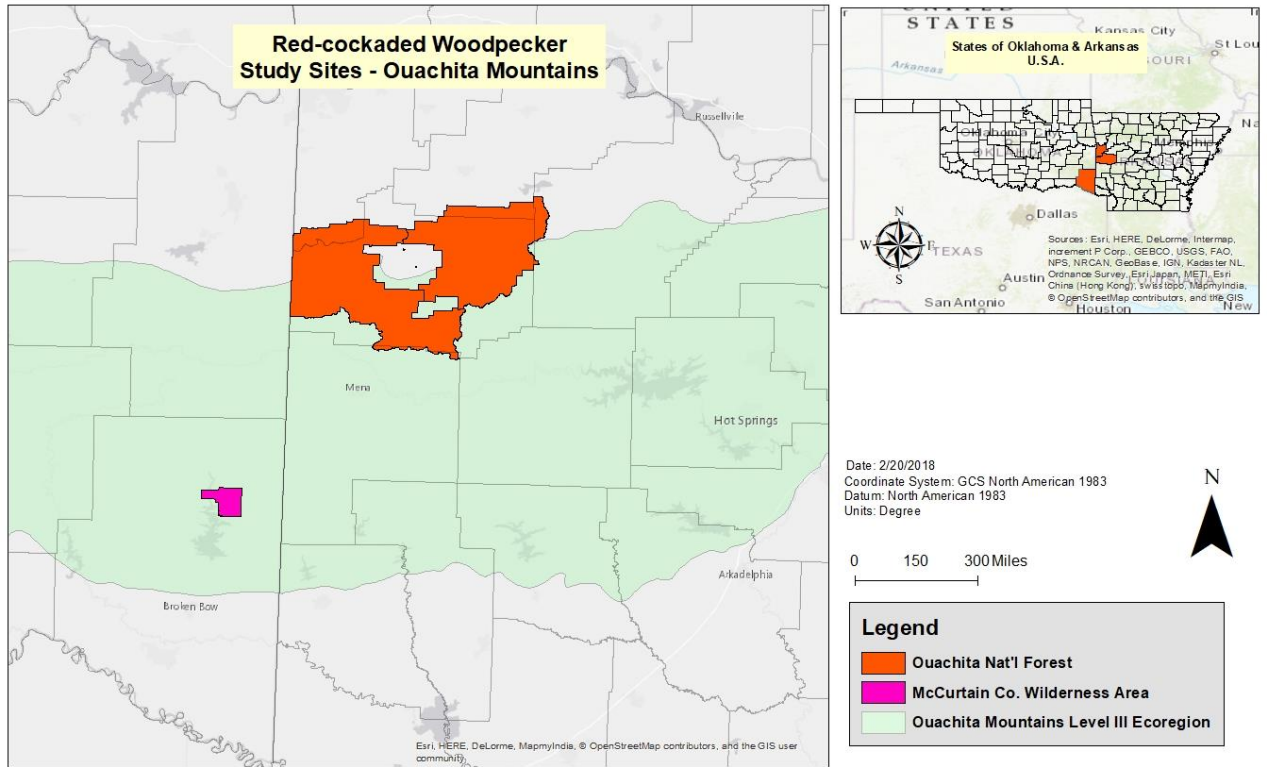 Red-cockaded Woodpecker
Study Sites - Ouachita Mountains
Russellville
Mena
Hot Springs
Arkadelphia
Broken Bow
Esri, HERE, DeLorme, MapmyIndia, © OpenStreetMap contributors, and the GIS user
community
STATES
Kansas City
States of Oklahoma & Arkansas
U.S.A.
St Lou
OURI
Arkansas
Na
Oklahoma City
Memphis
OKLAHOMA
Dallas
N
W
E
S
TEXAS
Austin
San Antonio
Houston
New
Sources: Esri, HERE, DeLorme, Intermap,
increment P Corp., GEBCO, USGS, FAO,
NPS, NRCAN, GeoBase, IGN, Kadaster NL,
Ordnance Survey, Esri Japan, METI, Esri
China (Hong Kong), swisstopo, MapmyIndia,
© OpenStreetMap contributors, and the GIS
Date: 2/20/2018
Coordinate System: GCS North American 1983
Datum: North American 1983
Units: Degree
N
0 150 300 Miles
Legend
Ouachita Nat'l Forest
McCurtain Co. Wilderness Area
Ouachita Mountains Level III Ecoregion